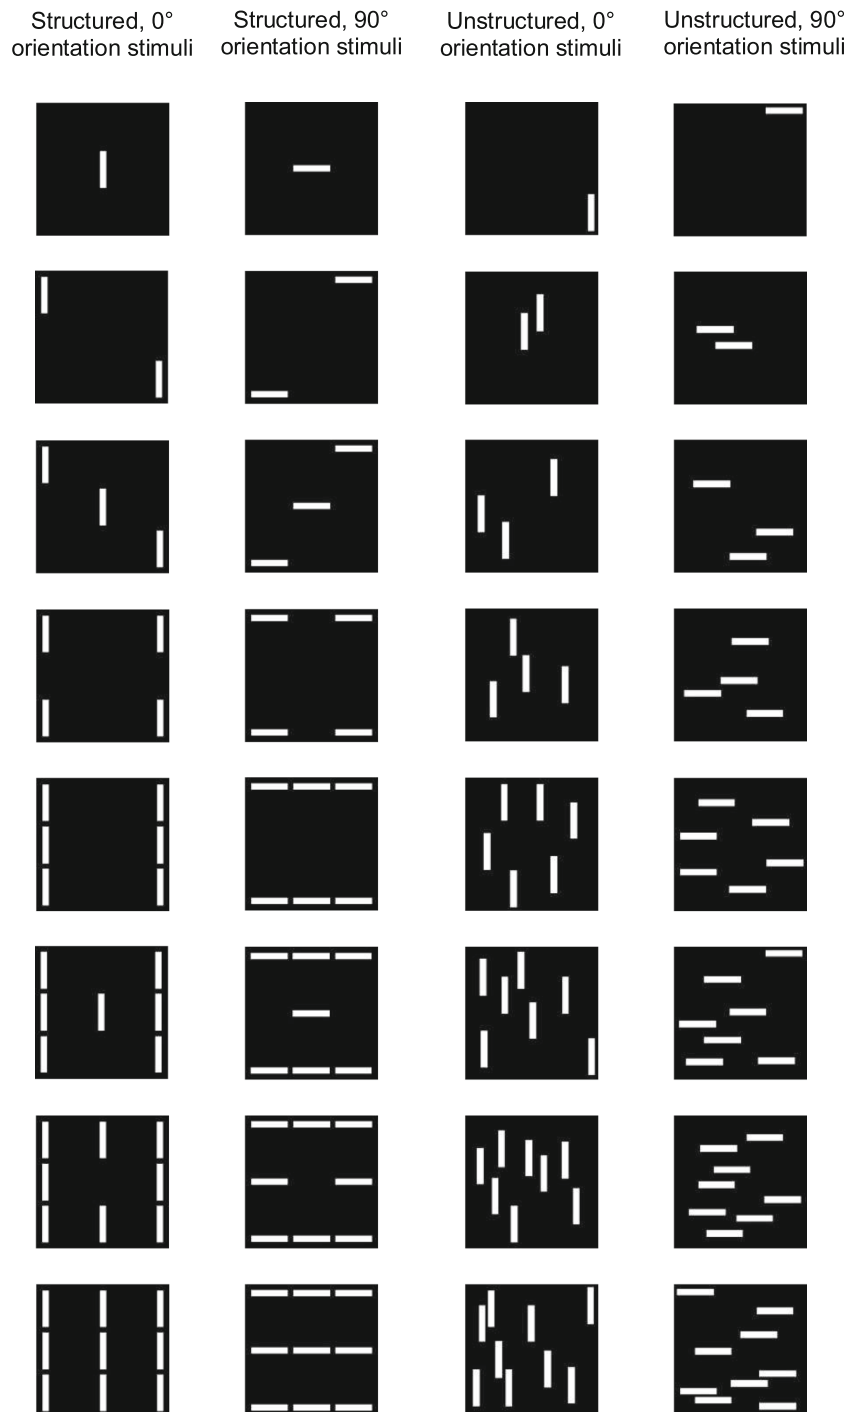 Structured, 0°
orientation stimuli
Structured, 90°
orientation stimuli
Unstructured, 0°
orientation stimuli
Unstructured, 90°
orientation stimuli